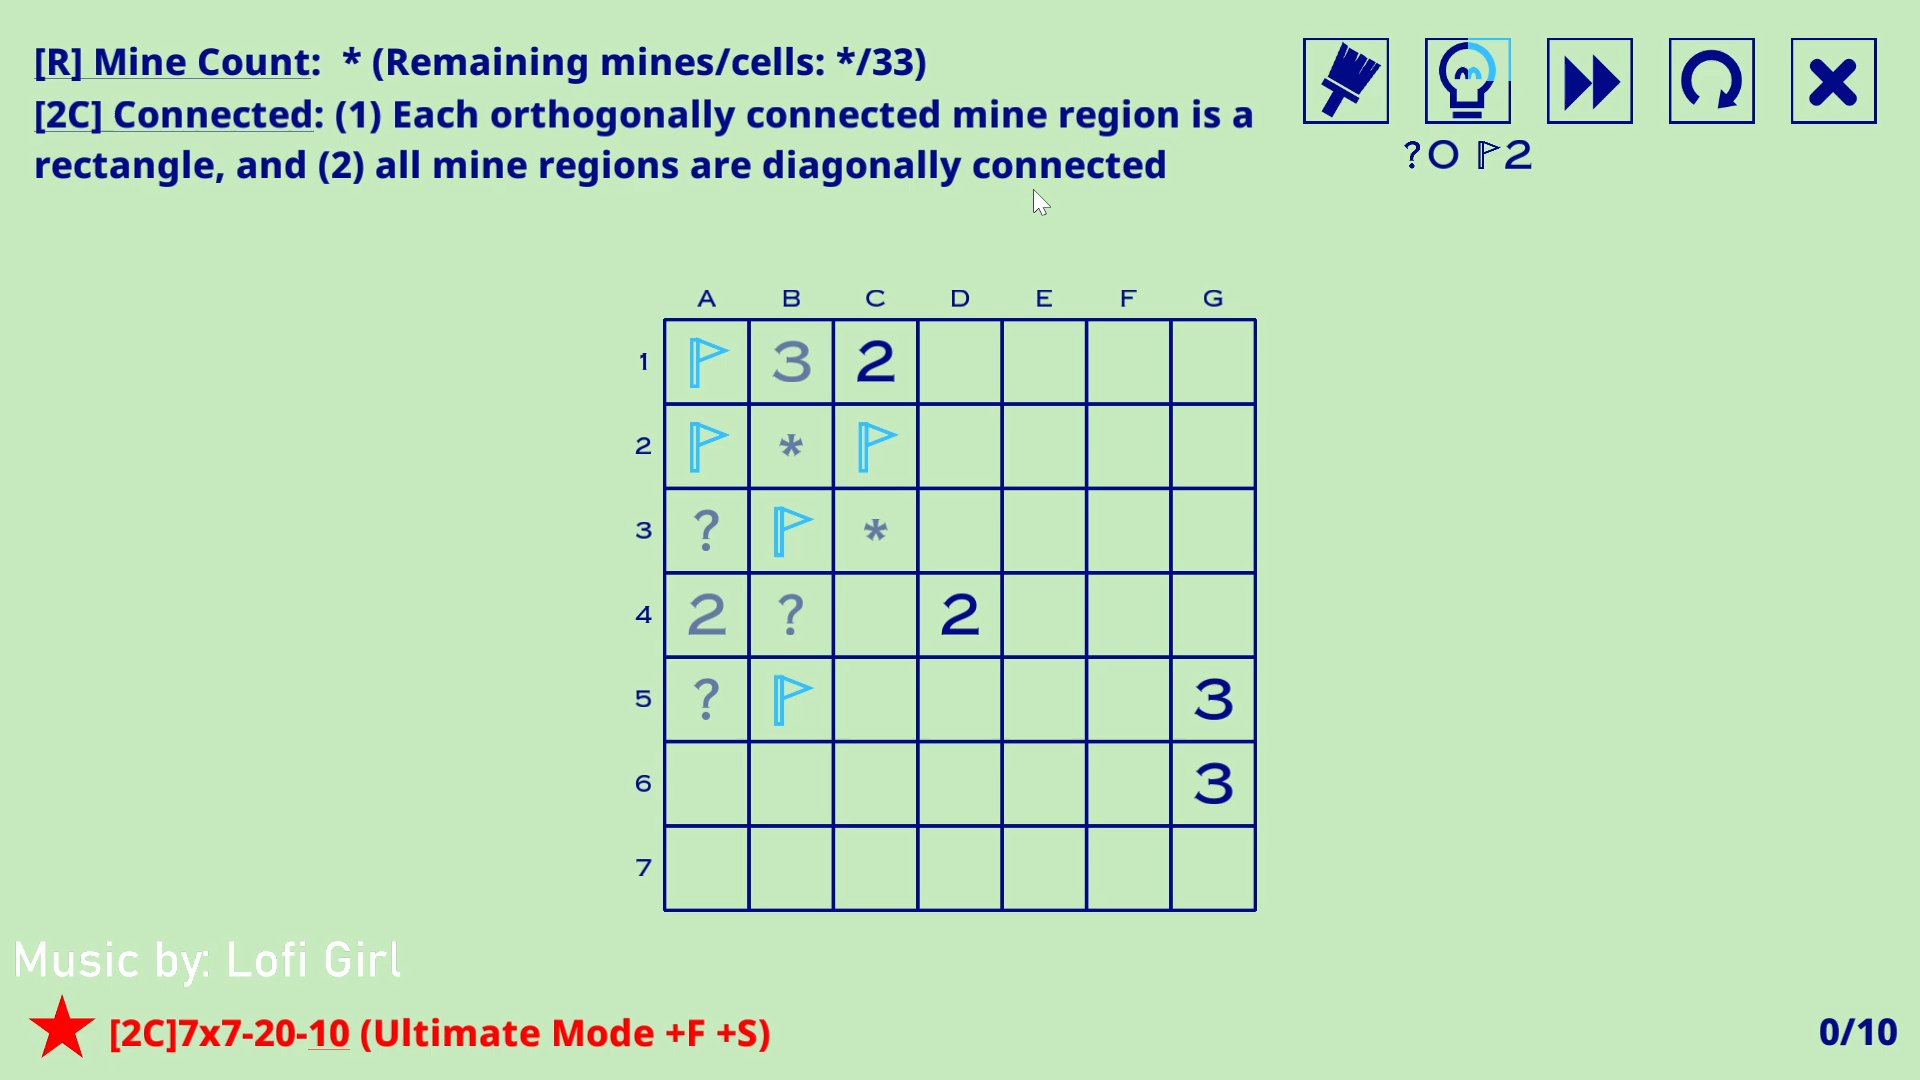 [R] Mine Count: * (Remaining mines/cells: */33)
[2C] Connected: (1) Each orthogonally connected mine region is a
rectangle, and (2) all mine regions are diagonally connected
?0 2
A B C D E F G
1 3 2
2 *
3 ? *
4 2 ? 2
5 ? 3
6 3
7
Music by: Lofi Girl
[2C]7x7-20-10 (Ultimate Mode +F +S)
0/10